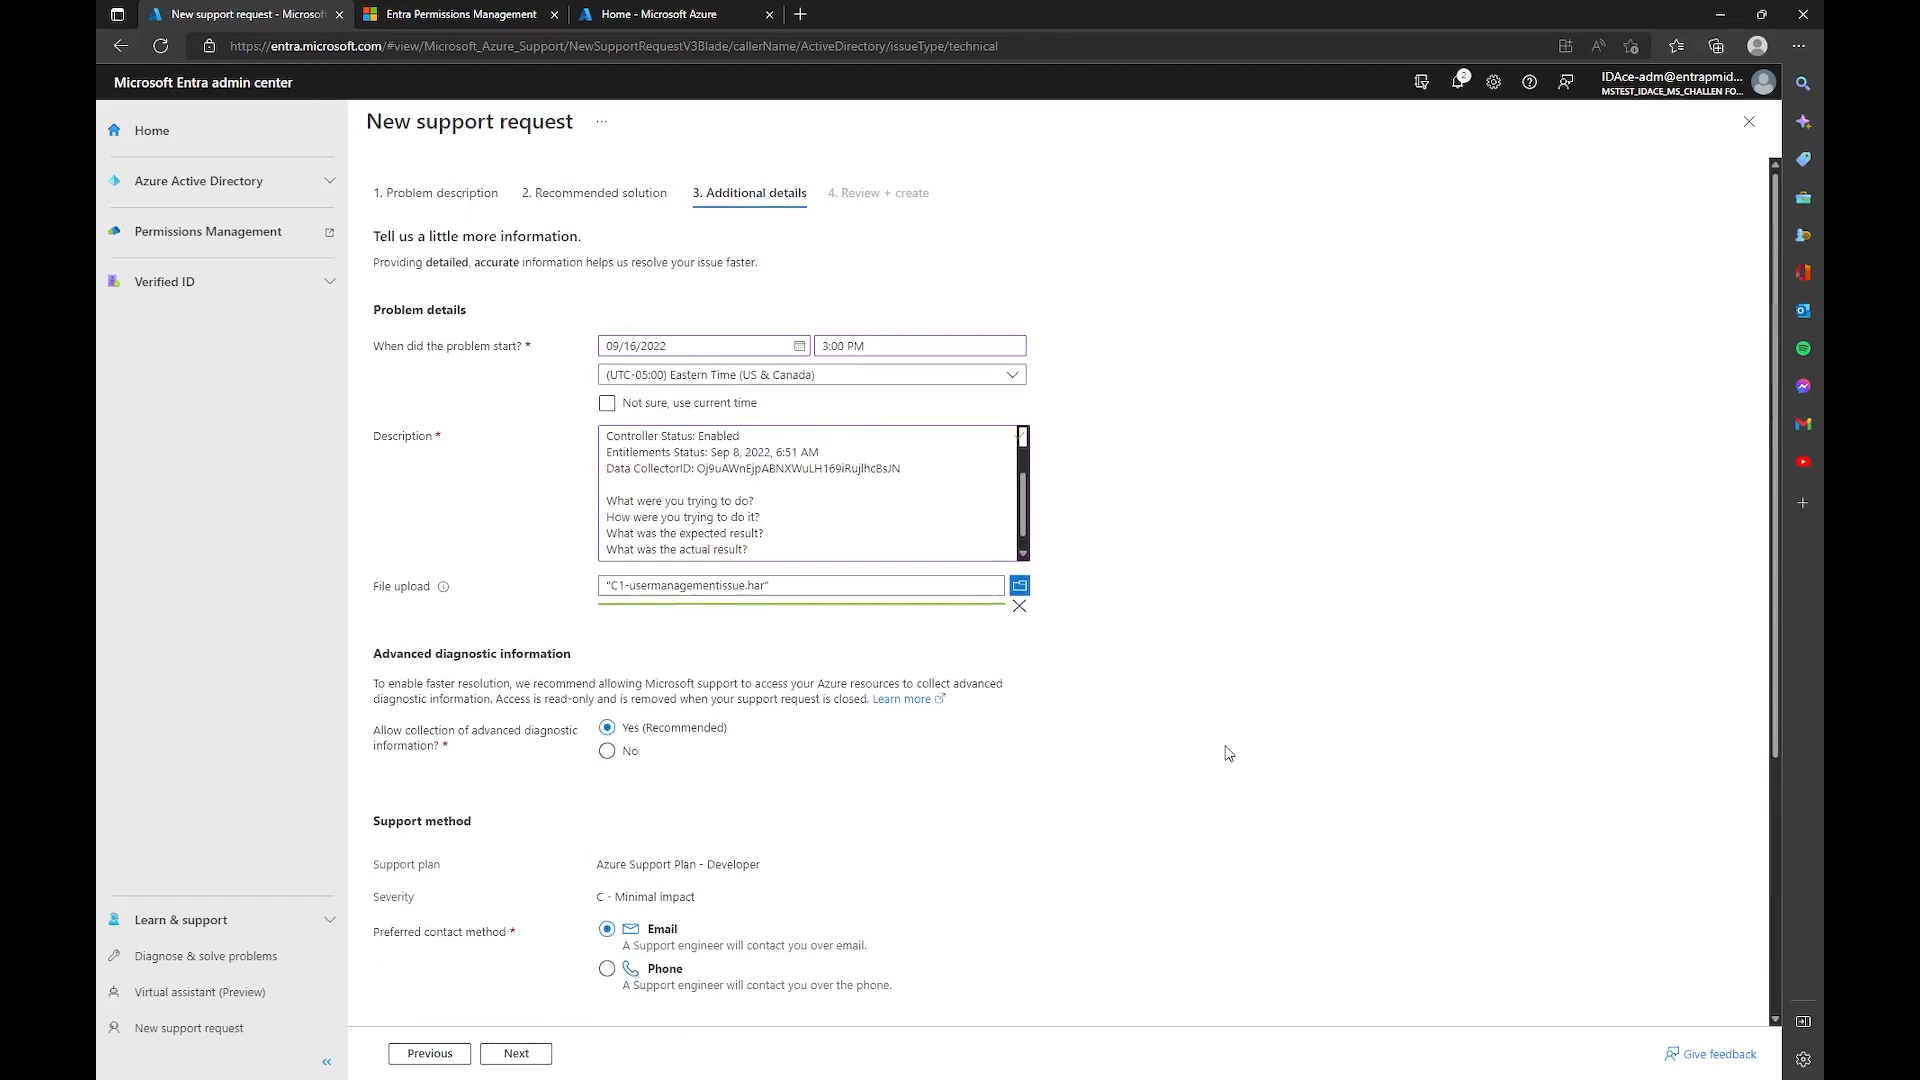 New support request - Microsof
Entra Permissions Management
Home - Microsoft Azure
https://entra.microsoft.com/#view/Microsoft_Azure_Support/NewSupportRequestV3Blade/callerName/ActiveDirectory/issueType/technical
Microsoft Entra admin center
2
IDAce-adm@entrapmid...
MSTEST_IDACE_MS_CHALLEN FO...
Home
Azure Active Directory
Permissions Management
Verified ID
Learn & support
Diagnose & solve problems
Virtual assistant (Preview)
New support request
New support request ...
1. Problem description 2. Recommended solution 3. Additional details 4. Review + create
Tell us a little more information.
Providing detailed, accurate information helps us resolve your issue faster.
Problem details
When did the problem start? *
09/16/2022
3:00 PM
(UTC-05:00) Eastern Time (US & Canada)
Not sure, use current time
Description *
Controller Status: Enabled
Entitlements Status: Sep 8, 2022, 6:51 AM
Data CollectorID: Oj9uAWnEjpABNXWuLH169iRujlhcBsJN
What were you trying to do?
How were you trying to do it?
What was the expected result?
What was the actual result?
File upload
"C1-usermanagementissue.har"
Advanced diagnostic information
To enable faster resolution, we recommend allowing Microsoft support to access your Azure resources to collect advanced
diagnostic information. Access is read-only and is removed when your support request is closed. Learn more
Allow collection of advanced diagnostic
information? *
Yes (Recommended)
No
Support method
Support plan
Azure Support Plan - Developer
Severity
C - Minimal impact
Preferred contact method *
Email
A Support engineer will contact you over email.
Phone
A Support engineer will contact you over the phone.
Previous
Next
Give feedback